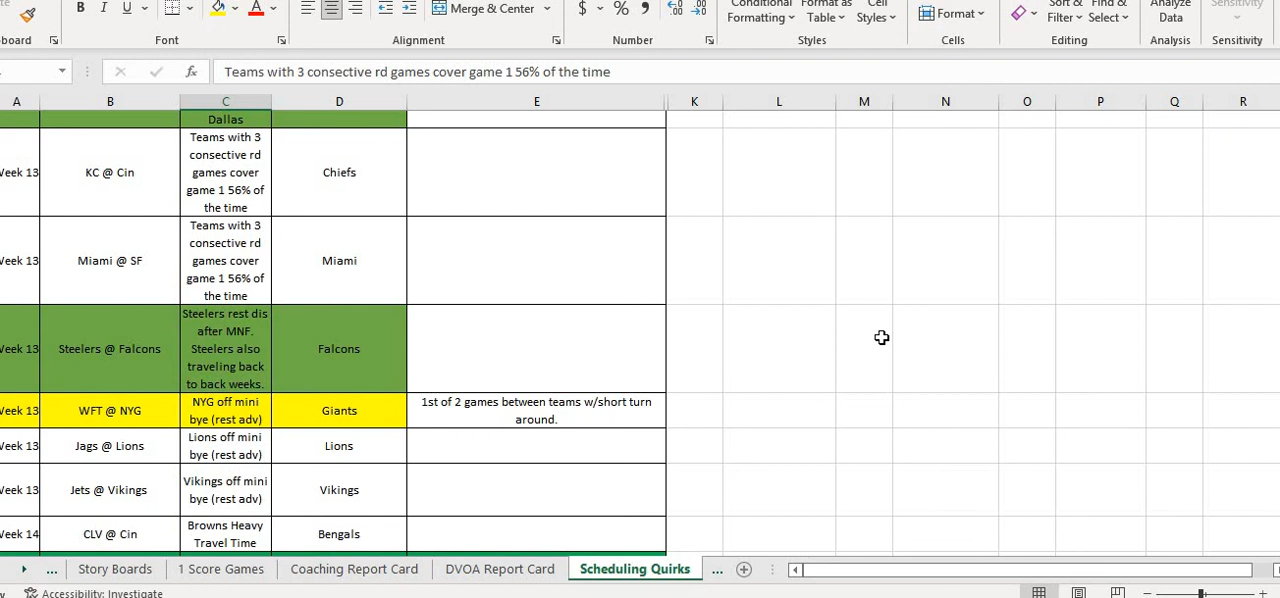 B I U A
Merge & Center
$ % 9
Conditional Format as Cell
Formatting Table Styles
Format
Sort & Find &
Filter Select
Analyze
Data
Sensitivity
Font Alignment Number Styles Cells Editing Analysis Sensitivity
fx Teams with 3 consective rd games cover game 1 56% of the time
A B C D E K L M N O P Q R
Dallas
Week 13
KC @ Cin
Teams with 3
consective rd
games cover
game 1 56% of
the time
Chiefs
Week 13
Miami @ SF
Teams with 3
consective rd
games cover
game 1 56% of
the time
Miami
Week 13
Steelers @ Falcons
Steelers rest dis
after MNF.
Steelers also
traveling back
to back weeks.
Falcons
Week 13
WFT @ NYG
NYG off mini
bye (rest adv)
Giants
1st of 2 games between teams w/short turn
around.
Week 13
Jags @ Lions
Lions off mini
bye (rest adv)
Lions
Week 13
Jets @ Vikings
Vikings off mini
bye (rest adv)
Vikings
Week 14
CLV @ Cin
Browns Heavy
Travel Time
Bengals
... Story Boards 1 Score Games Coaching Report Card DVOA Report Card Scheduling Quirks ...
Accessibility: Investigate